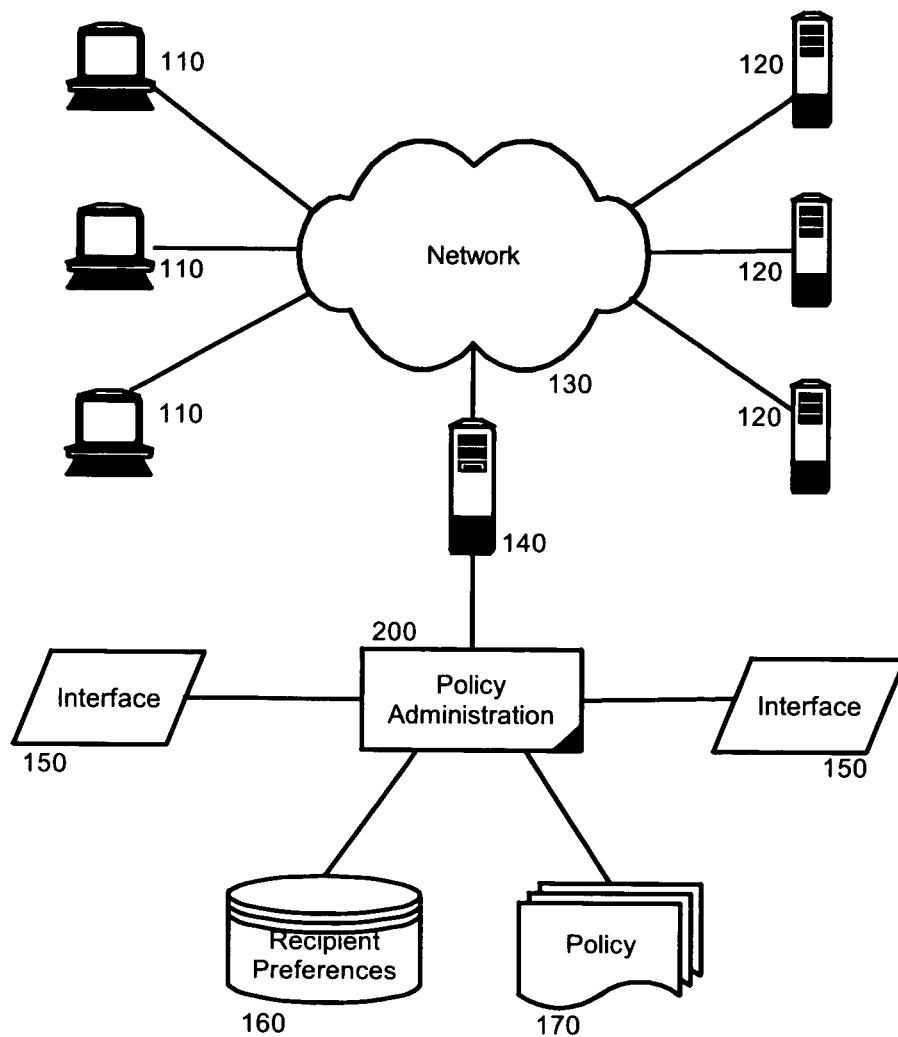 110
120
110
120
Network
130
110
120
140
200
Interface
Policy
Administration
Interface
150
150
Recipient
Preferences
Policy
160
170